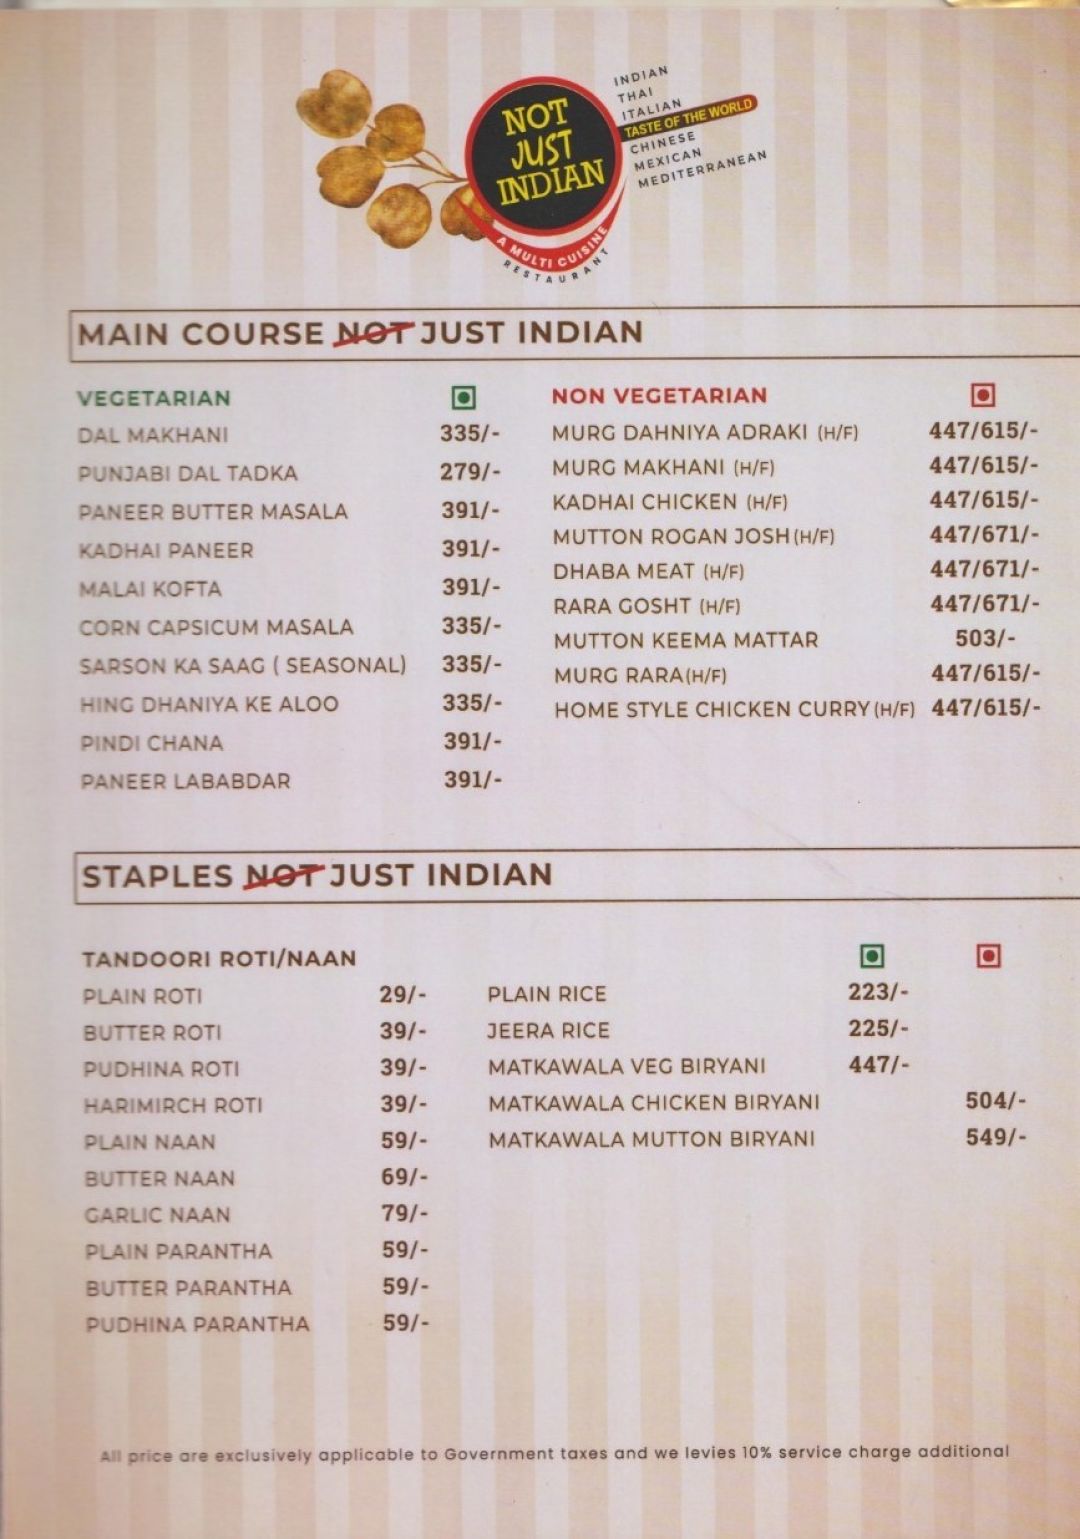 INDIAN
THAI
ITALIAN
TASTE OF THE WORLD
CHINESE
MEXICAN
MEDITERRANEAN
NOT
JUST
INDIAN
A MULTI CUISINE
RESTAURANT
MAIN COURSE NOT JUST INDIAN
VEGETARIAN
DAL MAKHANI 335/-
PUNJABI DAL TADKA 279/-
PANEER BUTTER MASALA 391/-
KADHAI PANEER 391/-
MALAI KOFTA 391/-
CORN CAPSICUM MASALA 335/-
SARSON KA SAAG ( SEASONAL) 335/-
HING DHANIYA KE ALOO 335/-
PINDI CHANA 391/-
PANEER LABABDAR 391/-
NON VEGETARIAN
MURG DAHNIYA ADRAKI (H/F) 447/615/-
MURG MAKHANI (H/F) 447/615/-
KADHAI CHICKEN (H/F) 447/615/-
MUTTON ROGAN JOSH (H/F) 447/671/-
DHABA MEAT (H/F) 447/671/-
RARA GOSHT (H/F) 447/671/-
MUTTON KEEMA MATTAR 503/-
MURG RARA (H/F) 447/615/-
HOME STYLE CHICKEN CURRY (H/F) 447/615/-
STAPLES NOT JUST INDIAN
TANDOORI ROTI/NAAN
PLAIN ROTI 29/-
BUTTER ROTI 39/-
PUDHINA ROTI 39/-
HARIMIRCH ROTI 39/-
PLAIN NAAN 59/-
BUTTER NAAN 69/-
GARLIC NAAN 79/-
PLAIN PARANTHA 59/-
BUTTER PARANTHA 59/-
PUDHINA PARANTHA 59/-
PLAIN RICE 223/-
JEERA RICE 225/-
MATKAWALA VEG BIRYANI 447/-
MATKAWALA CHICKEN BIRYANI 504/-
MATKAWALA MUTTON BIRYANI 549/-
All price are exclusively applicable to Government taxes and we levies 10% service charge additional